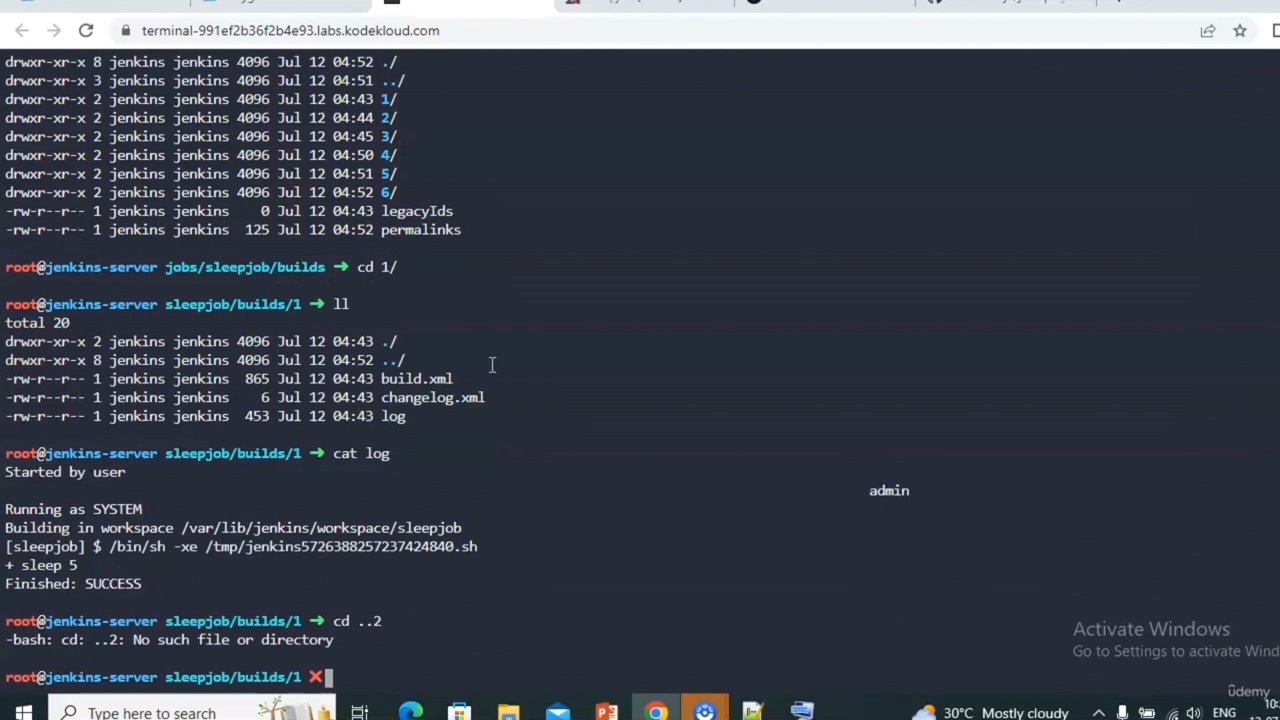 terminal-991ef2b36f2b4e93.labs.kodekloud.com
drwxr-xr-x 8 jenkins jenkins 4096 Jul 12 04:52 ./
drwxr-xr-x 3 jenkins jenkins 4096 Jul 12 04:51 ../
drwxr-xr-x 2 jenkins jenkins 4096 Jul 12 04:43 1/
drwxr-xr-x 2 jenkins jenkins 4096 Jul 12 04:44 2/
drwxr-xr-x 2 jenkins jenkins 4096 Jul 12 04:45 3/
drwxr-xr-x 2 jenkins jenkins 4096 Jul 12 04:50 4/
drwxr-xr-x 2 jenkins jenkins 4096 Jul 12 04:51 5/
drwxr-xr-x 2 jenkins jenkins 4096 Jul 12 04:52 6/
-rw-r--r-- 1 jenkins jenkins    0 Jul 12 04:43 legacyIds
-rw-r--r-- 1 jenkins jenkins  125 Jul 12 04:52 permalinks
root@jenkins-server jobs/sleepjob/builds ➜ cd 1/
root@jenkins-server sleepjob/builds/1 ➜ ll
total 20
drwxr-xr-x 2 jenkins jenkins 4096 Jul 12 04:43 ./
drwxr-xr-x 8 jenkins jenkins 4096 Jul 12 04:52 ../
-rw-r--r-- 1 jenkins jenkins  865 Jul 12 04:43 build.xml
-rw-r--r-- 1 jenkins jenkins    6 Jul 12 04:43 changelog.xml
-rw-r--r-- 1 jenkins jenkins  453 Jul 12 04:43 log
root@jenkins-server sleepjob/builds/1 ➜ cat log
Started by user
admin
Running as SYSTEM
Building in workspace /var/lib/jenkins/workspace/sleepjob
[sleepjob] $ /bin/sh -xe /tmp/jenkins5726388257237424840.sh
+ sleep 5
Finished: SUCCESS
root@jenkins-server sleepjob/builds/1 ➜ cd ..2
-bash: cd: ..2: No such file or directory
root@jenkins-server sleepjob/builds/1 ✗
Activate Windows
Go to Settings to activate Wind
ûdemy
Type here to search
30°C Mostly cloudy
ENG